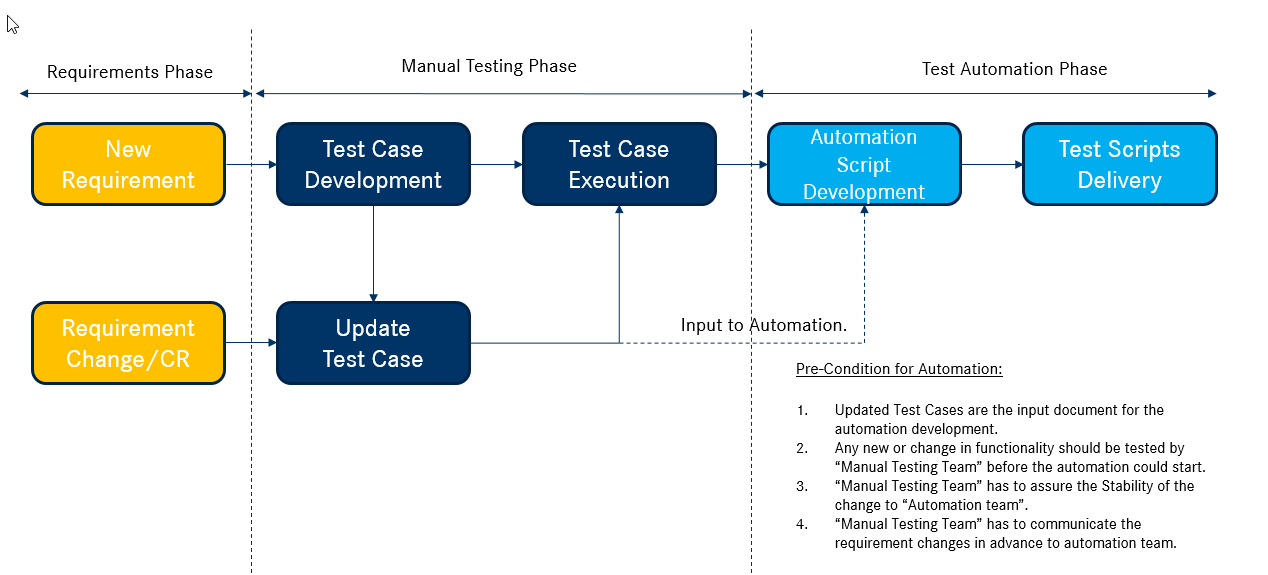 Requirements Phase
Manual Testing Phase
Test Automation Phase
New
Requirement
Test Case
Development
Test Case
Execution
Automation
Script
Development
Test Scripts
Delivery
Requirement
Change/CR
Update
Test Case
Input to Automation.
Pre-Condition for Automation:
1. Updated Test Cases are the input document for the
automation development.
2. Any new or change in functionality should be tested by
“Manual Testing Team” before the automation could start.
3. “Manual Testing Team” has to assure the Stability of the
change to “Automation team”.
4. “Manual Testing Team” has to communicate the
requirement changes in advance to automation team.